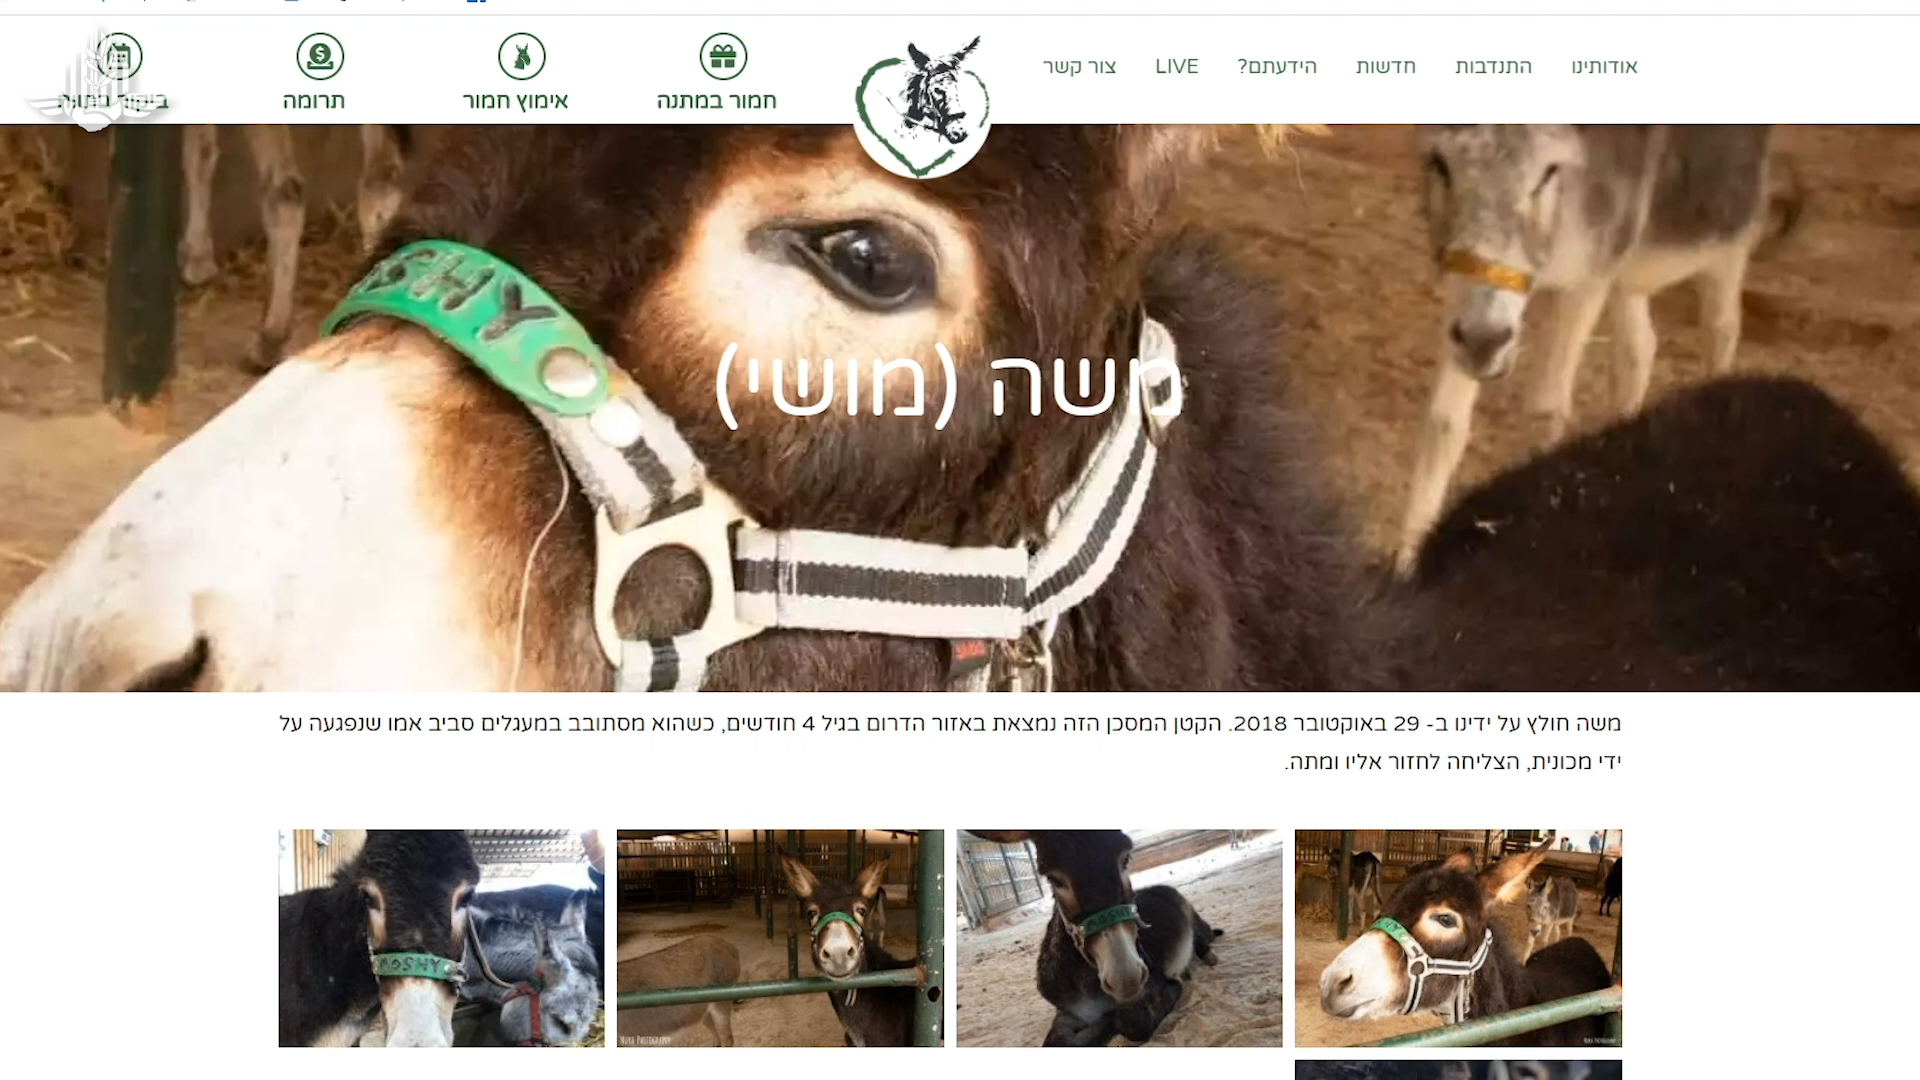 אודותינו
התנדבות
חדשות
הידעתם?
LIVE
צור קשר
חמור במתנה
אימוץ חמור
תרומה
SHY
משה (מושי)
משה חולץ על ידינו ב- 29 באוקטובר 2018. הקטן המסכן הזה נמצאת באזור הדרום בגיל 4 חודשים, כשהוא מסתובב במעגלים סביב אמו שנפגעה על
ידי מכונית, הצליחה לחזור אליו ומתה.
MOSHY